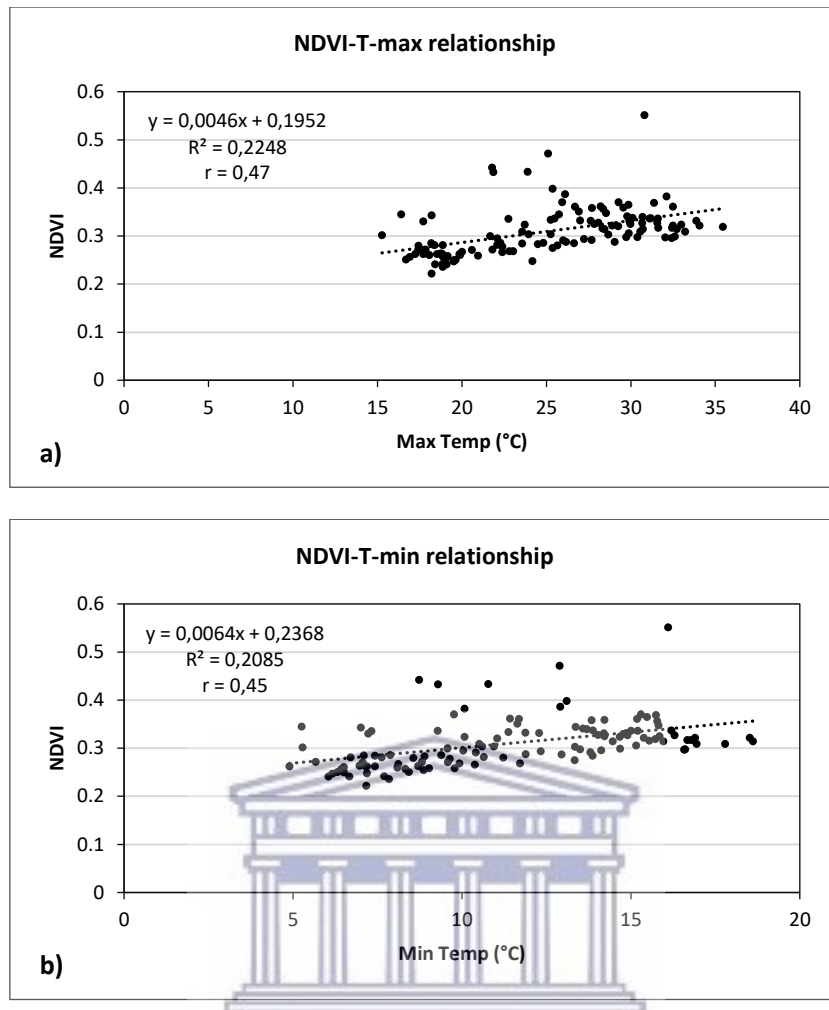 NDVI-T-max relationship
y = 0,0046x + 0,1952
R² = 0,2248
r = 0,47
NDVI
0.6
0.5
0.4
0.3
0.2
0.1
0
0 5 10 15 20 25 30 35 40
Max Temp (°C)
a)
NDVI-T-min relationship
y = 0,0064x + 0,2368
R² = 0,2085
r = 0,45
NDVI
0.6
0.5
0.4
0.3
0.2
0.1
0
0 5 10 15 20
Min Temp (°C)
b)